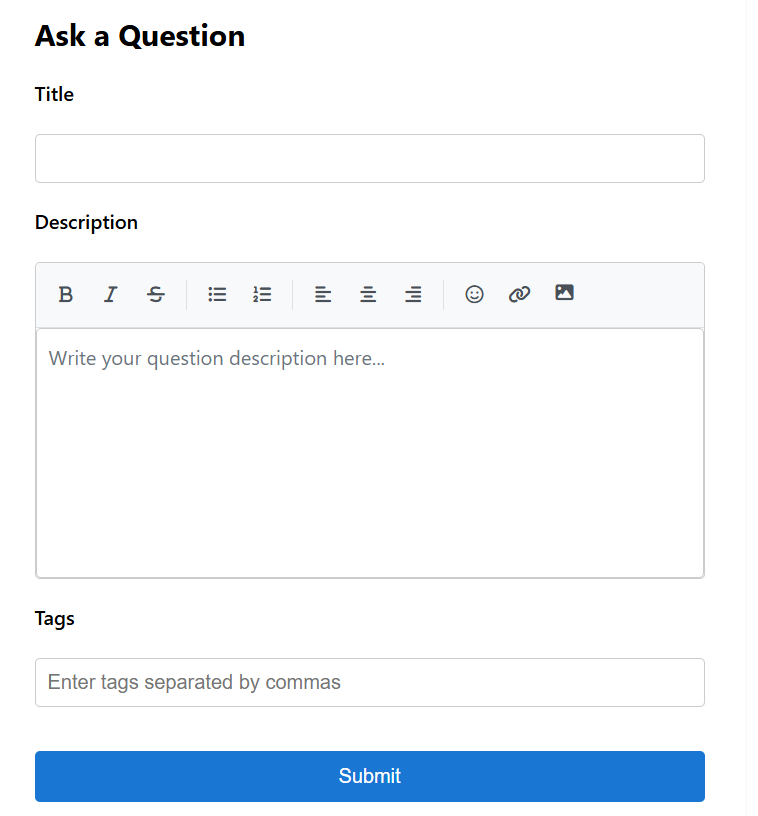 Ask a Question
Title
Description
Write your question description here...
Tags
Enter tags separated by commas
Submit